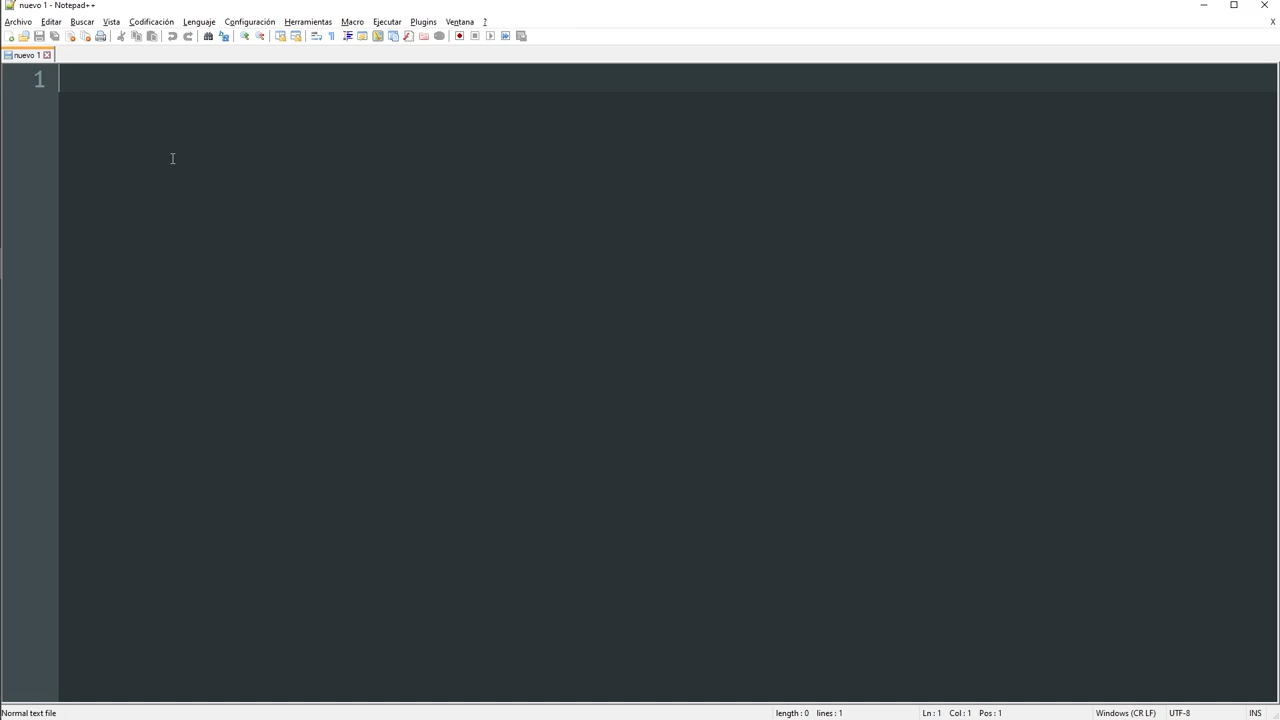 nuevo 1 - Notepad++
Archivo Editar Buscar Vista Codificación Lenguaje Configuración Herramientas Macro Ejecutar Plugins Ventana ? X
nuevo 1
1
Normal text file length : 0 lines : 1 Ln : 1 Col : 1 Pos : 1 Windows (CR LF) UTF-8 INS